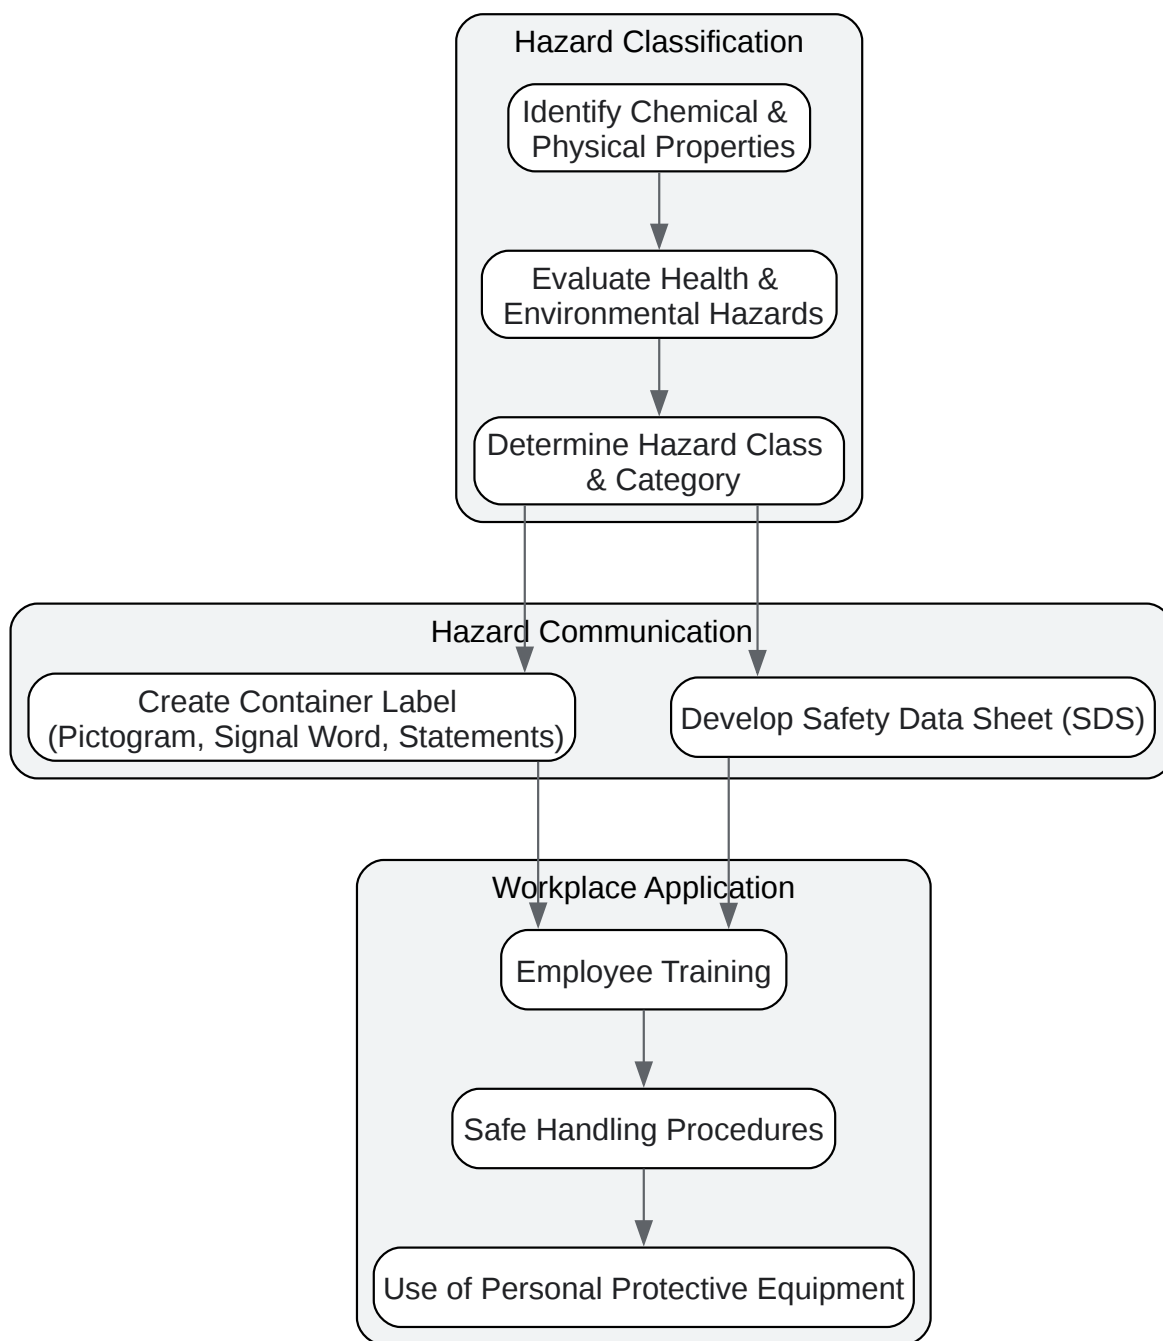 Hazard Classification
Identify Chemical &
Physical Properties
Evaluate Health &
Environmental Hazards
Determine Hazard Class
& Category
Hazard Communication
Create Container Label
(Pictogram, Signal Word, Statements)
Develop Safety Data Sheet (SDS)
Workplace Application
Employee Training
Safe Handling Procedures
Use of Personal Protective Equipment